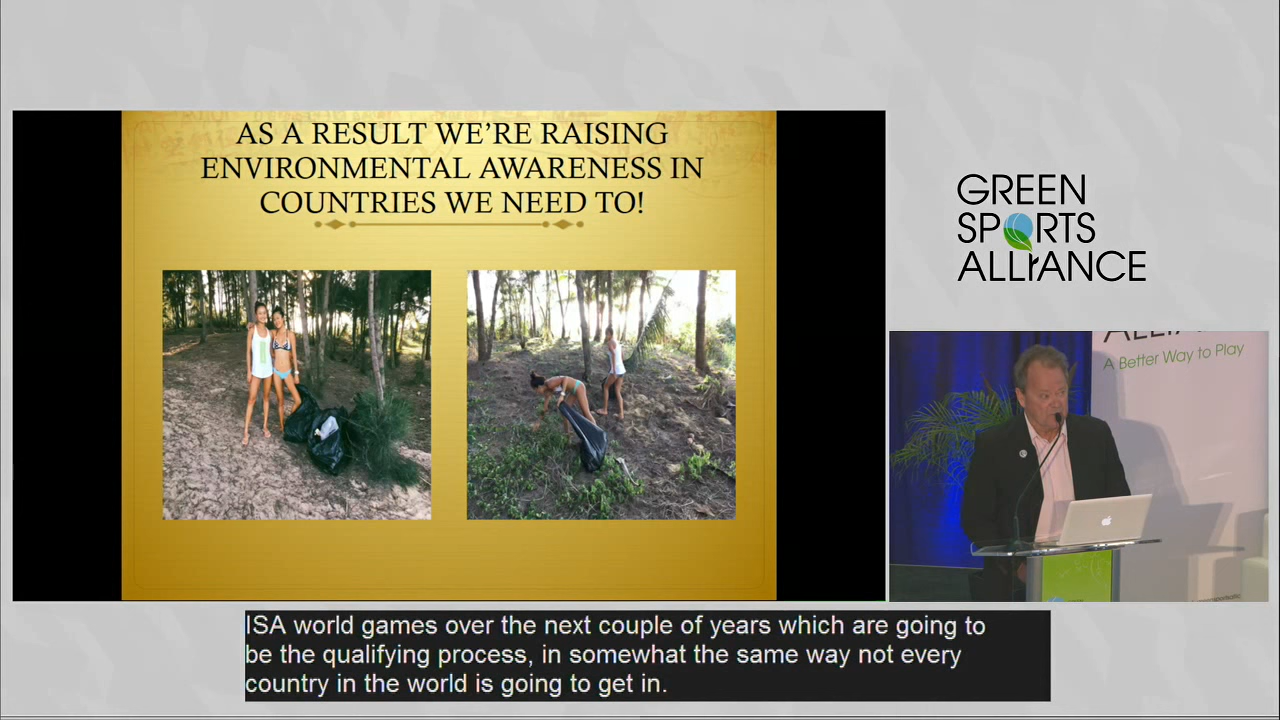 AS A RESULT WE’RE RAISING
ENVIRONMENTAL AWARENESS IN
COUNTRIES WE NEED TO!
GREEN
SPORTS
ALLIANCE
A Better Way to Play
ISA world games over the next couple of years which are going to
be the qualifying process, in somewhat the same way not every
country in the world is going to get in.